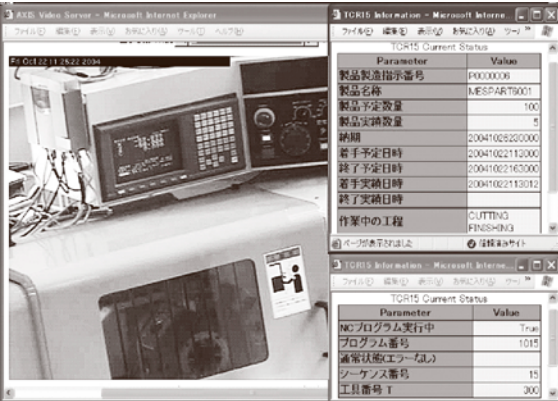 AXIS Video Server - Microsoft Internet Explorer
ファイル(F) 編集(E) 表示(V) お気に入り(A) ツール(T) ヘルプ(H)
Fri Oct 22 11:25:22 2004
TCR15 Information - Microsoft Interne...
ファイル(F) 編集(E) 表示(V) お気に入り(A) ツー
TCR15 Current Status
Parameter Value
製品製造指示番号 P0000006
製品名称 MESPART6001
製品予定数量 100
製品実績数量 5
納期 20041026230000
着手予定日時 20041022113000
終了予定日時 20041022163000
着手実績日時 20041022113012
終了実績日時
作業中の工程 CUTTING
FINISHING
ページが表示されました 信頼済みサイト
TCR15 Information - Microsoft Interne...
ファイル(F) 編集(E) 表示(V) お気に入り(A) ツー
TCR15 Current Status
Parameter Value
NCプログラム実行中 True
プログラム番号 1015
通常状態(エラーなし)
シーケンス番号 15
工具番号 T 300